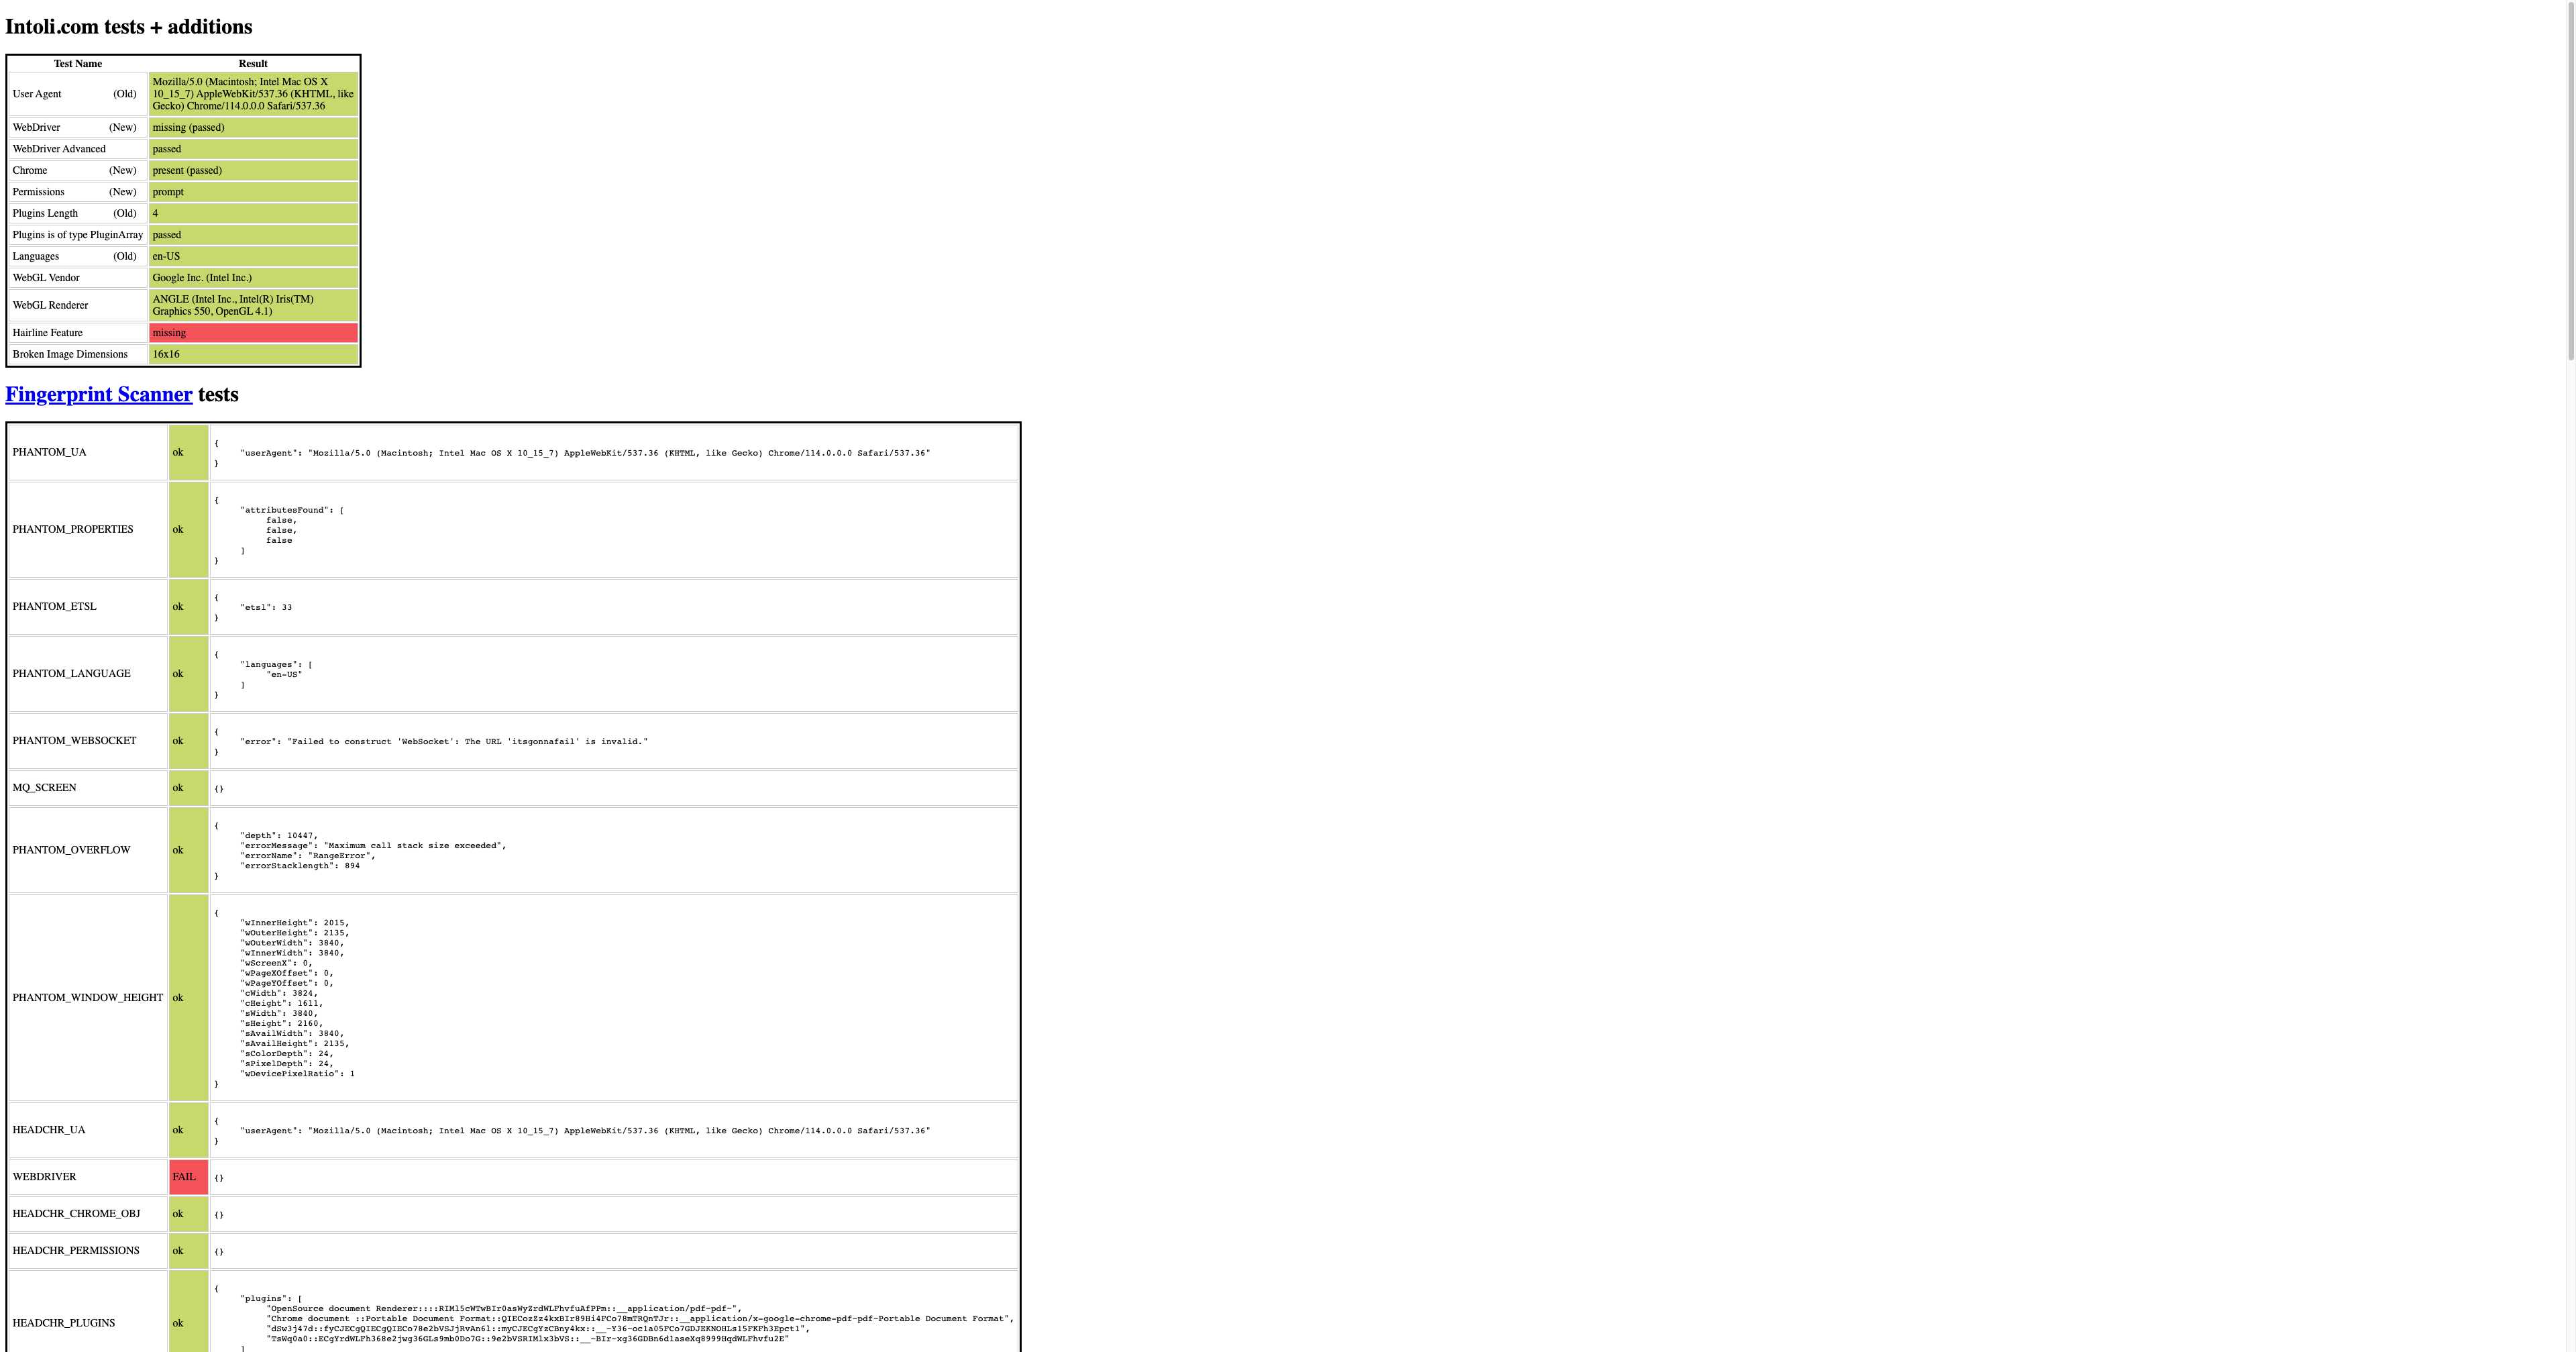 Intoli.com tests + additions
Test Name Result
User Agent (Old) Mozilla/5.0 (Macintosh; Intel Mac OS X
10_15_7) AppleWebKit/537.36 (KHTML, like
Gecko) Chrome/114.0.0.0 Safari/537.36
WebDriver (New) missing (passed)
WebDriver Advanced passed
Chrome (New) present (passed)
Permissions (New) prompt
Plugins Length (Old) 4
Plugins is of type PluginArray passed
Languages (Old) en-US
WebGL Vendor Google Inc. (Intel Inc.)
WebGL Renderer ANGLE (Intel Inc., Intel(R) Iris(TM)
Graphics 550, OpenGL 4.1)
Hairline Feature missing
Broken Image Dimensions 16x16
Fingerprint Scanner tests
PHANTOM_UA ok {
"userAgent": "Mozilla/5.0 (Macintosh; Intel Mac OS X 10_15_7) AppleWebKit/537.36 (KHTML, like Gecko) Chrome/114.0.0.0 Safari/537.36"
}
PHANTOM_PROPERTIES ok {
"attributesFound": [
false,
false,
false
]
}
PHANTOM_ETSL ok {
"etsl": 33
}
PHANTOM_LANGUAGE ok {
"languages": [
"en-US"
]
}
PHANTOM_WEBSOCKET ok {
"error": "Failed to construct 'WebSocket': The URL 'itsgonnafail' is invalid."
}
MQ_SCREEN ok {}
PHANTOM_OVERFLOW ok {
"depth": 10447,
"errorMessage": "Maximum call stack size exceeded",
"errorName": "RangeError",
"errorStacklength": 894
}
PHANTOM_WINDOW_HEIGHT ok {
"wInnerHeight": 2015,
"wOuterHeight": 2135,
"wOuterWidth": 3840,
"wInnerWidth": 3840,
"wScreenX": 0,
"wPageXOffset": 0,
"wPageYOffset": 0,
"cWidth": 3824,
"cHeight": 1611,
"sWidth": 3840,
"sHeight": 2160,
"sAvailWidth": 3840,
"sAvailHeight": 2135,
"sColorDepth": 24,
"sPixelDepth": 24,
"wDevicePixelRatio": 1
}
HEADCHR_UA ok {
"userAgent": "Mozilla/5.0 (Macintosh; Intel Mac OS X 10_15_7) AppleWebKit/537.36 (KHTML, like Gecko) Chrome/114.0.0.0 Safari/537.36"
}
WEBDRIVER FAIL {}
HEADCHR_CHROME_OBJ ok {}
HEADCHR_PERMISSIONS ok {}
HEADCHR_PLUGINS ok {
"plugins": [
"OpenSource document Renderer::::RIMl5cWTwBIr0asWyZrdWLFhvfuAfPPm::__application/pdf-pdf-",
"Chrome document ::Portable Document Format::QIECozZz4kxBIr89Hi4FCo78mTRQnTJr::__application/x-google-chrome-pdf-pdf-Portable Document Format",
"dSw3j47d::fyCJECgQIECgQIECo78e2bVSJjRvAn6l::myCJECgYzCBny4kx::__~Y36-ocla05FCo7GDJEKNOHLs15FKFh3Epct1",
"TsWq0a0::ECgYrdWLFh368e2jwg36GLs9mb0Do7G::9e2bVSRIMlx3bVS::__~BIr-xg36GDBn6d1aseXq8999HqdWLFhvfu2E"
]